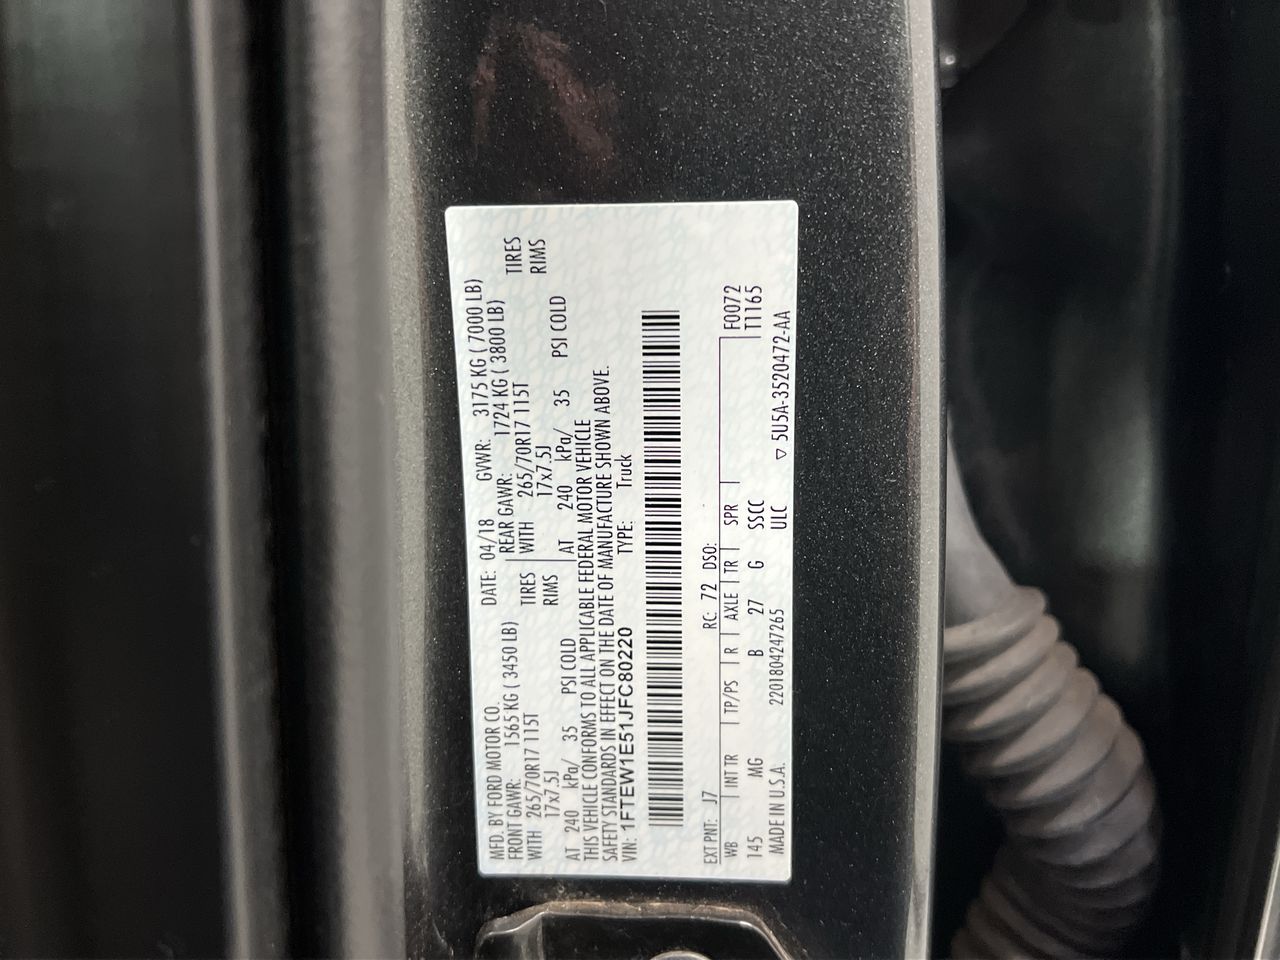 MFD. BY FORD MOTOR CO. DATE: 04/18 GVWR: 3175 KG ( 7000 LB)
FRONT GAWR: 1565 KG ( 3450 LB) REAR GAWR: 1724 KG ( 3800 LB)
WITH 265/70R17 115T TIRES WITH 265/70R17 115T TIRES
17x7.5J RIMS 17x7.5J RIMS
AT 240 kPa/ 35 PSI COLD AT 240 kPa/ 35 PSI COLD
THIS VEHICLE CONFORMS TO ALL APPLICABLE FEDERAL MOTOR VEHICLE
SAFETY STANDARDS IN EFFECT ON THE DATE OF MANUFACTURE SHOWN ABOVE.
VIN: 1FTEW1E51JFC80220 TYPE: Truck
EXT PNT: J7 RC: 72 DSO:
WB INT TR TP/PS R AXLE TR SPR F0072
145 MG B 27 G SSCC T1165
MADE IN U.S.A. 2201804247265 ULC ▽ 5U5A-3520472-AA